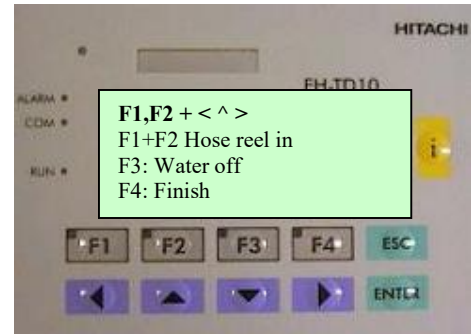 HITACHI
EH-TD10
ALARM
COM
F1,F2 + < ^ >
F1+F2 Hose reel in
F3: Water off
F4: Finish
i
RUN
F1 F2 F3 F4 ESC
ENTER